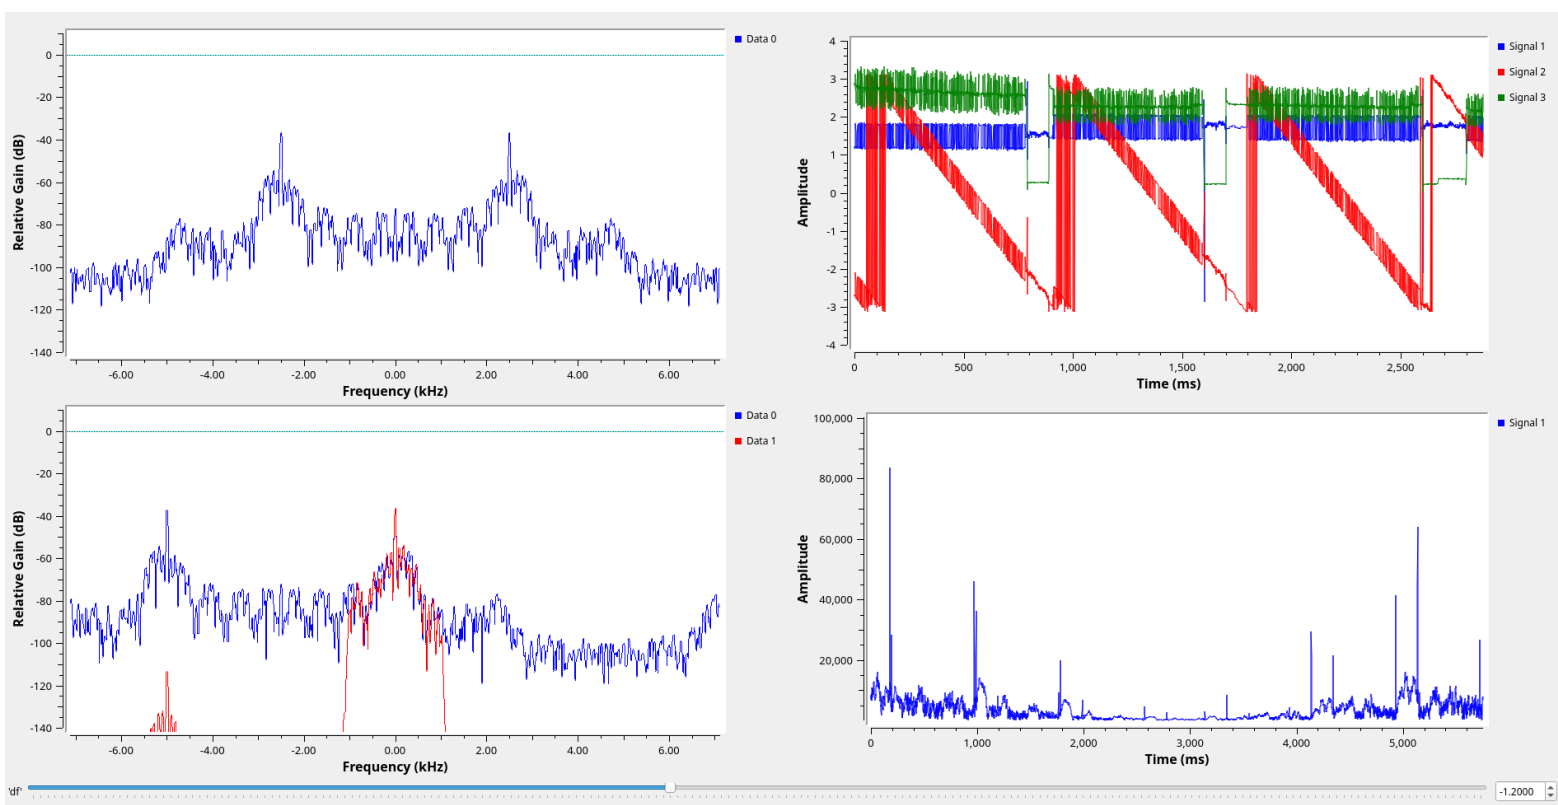 0
-20
-40
-60
-80
-100
-120
-140
Relative Gain (dB)
-6.00 -4.00 -2.00 0.00 2.00 4.00 6.00
Frequency (kHz)
Data 0
4
3
2
1
0
-1
-2
-3
-4
Amplitude
0 500 1,000 1,500 2,000 2,500
Time (ms)
Signal 1
Signal 2
Signal 3
0
-20
-40
-60
-80
-100
-120
-140
Relative Gain (dB)
-6.00 -4.00 -2.00 0.00 2.00 4.00 6.00
Frequency (kHz)
Data 0
Data 1
100,000
80,000
60,000
40,000
20,000
Amplitude
0 1,000 2,000 3,000 4,000 5,000
Time (ms)
Signal 1
'df' -1.2000